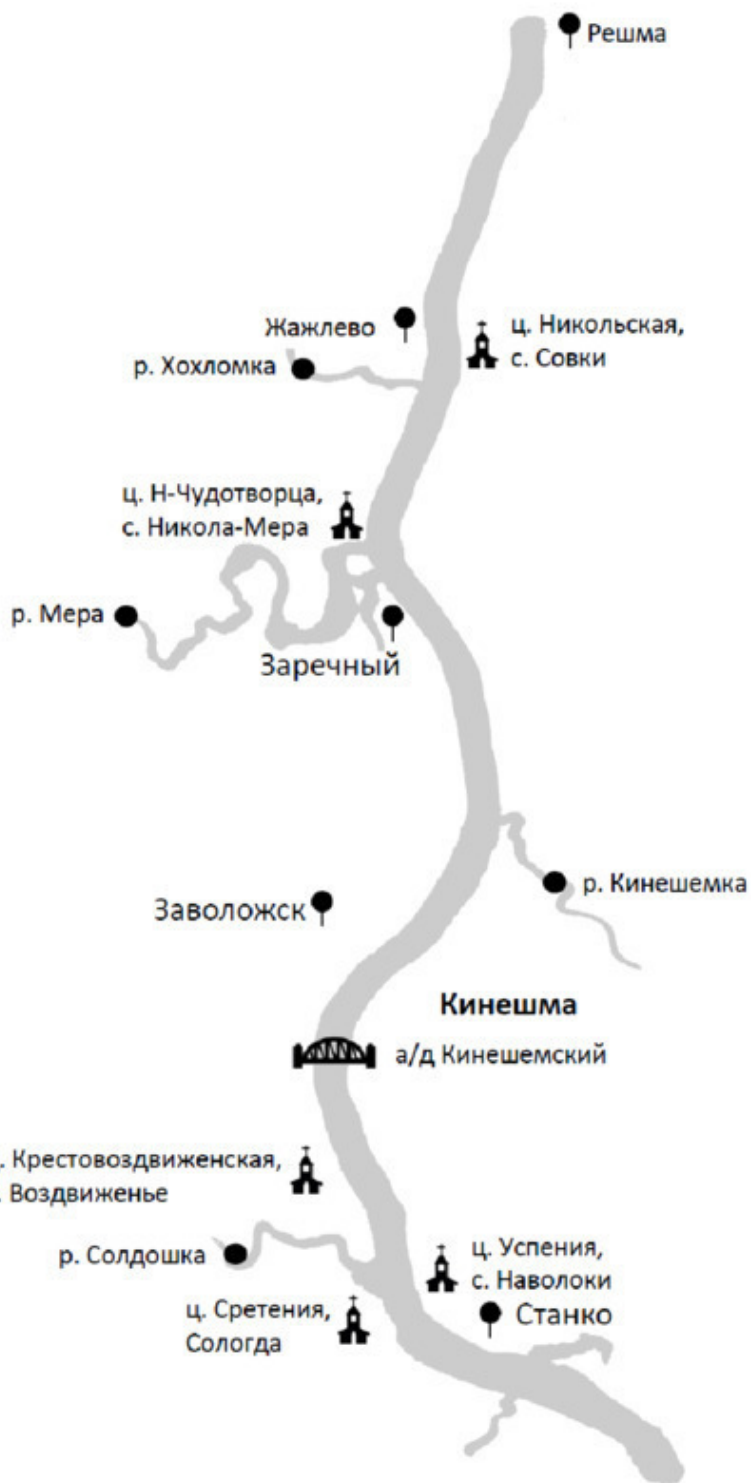 Решма
Жажлево
ц. Никольская,
с. Совки
р. Хохломка
ц. Н-Чудотворца,
с. Никола-Мера
р. Мера
Заречный
р. Кинешемка
Заволожск
Кинешма
а/д Кинешемский
. Крестовоздвиженская,
. Воздвиженье
ц. Успения,
с. Наволоки
р. Солдошка
ц. Сретения,
Сологда
Станко